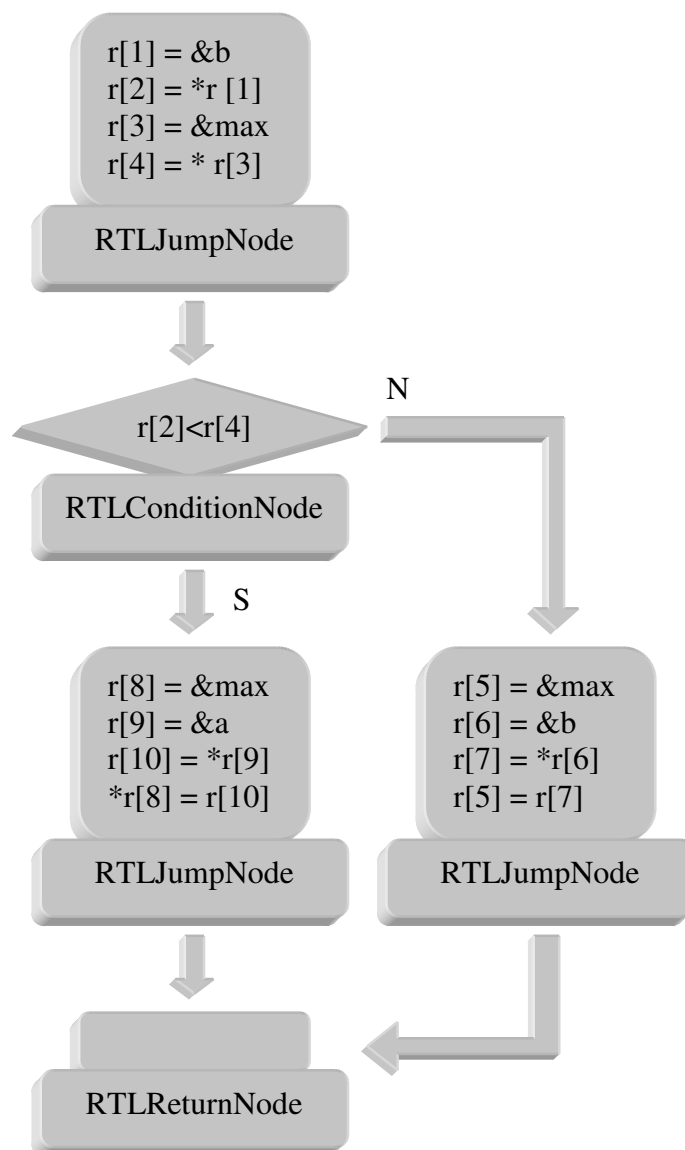 r[1] = &b
r[2] = *r [1]
r[3] = &max
r[4] = * r[3]
RTLJumpNode
N
r[2]<r[4]
RTLConditionNode
S
r[8] = &max
r[9] = &a
r[10] = *r[9]
*r[8] = r[10]
RTLJumpNode
r[5] = &max
r[6] = &b
r[7] = *r[6]
r[5] = r[7]
RTLJumpNode
RTLReturnNode